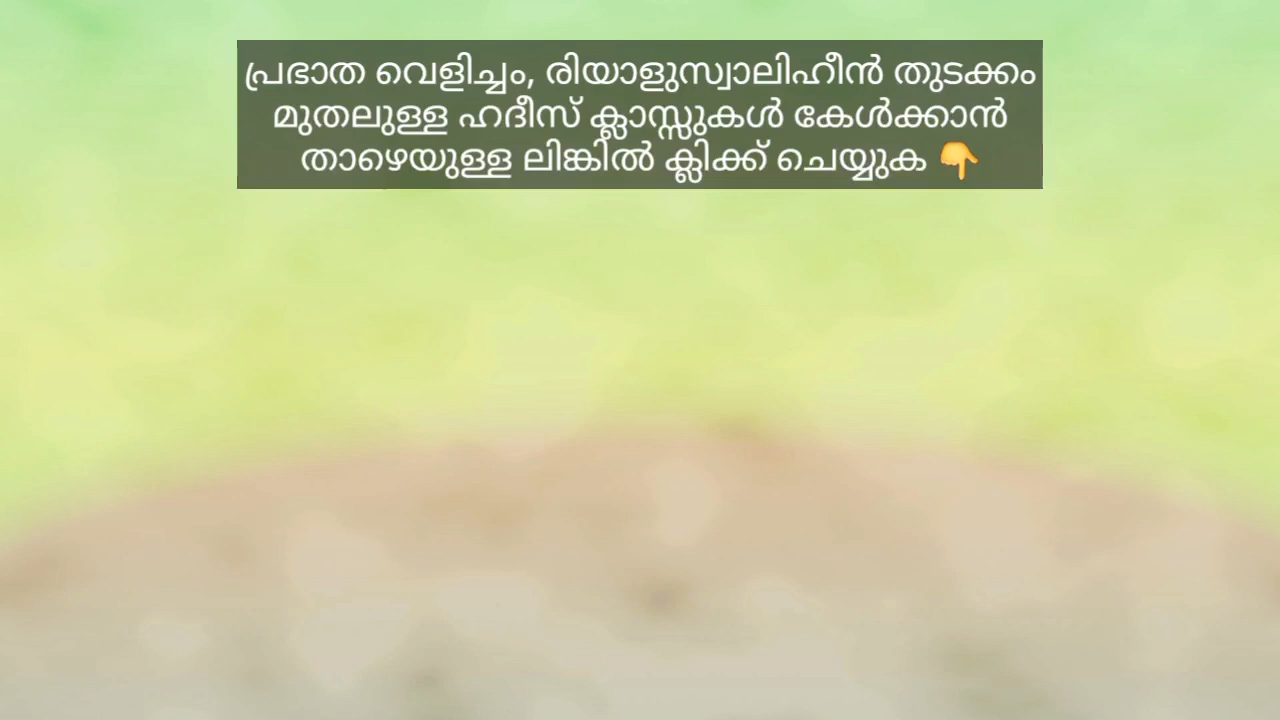 പ്രഭാത വെളിച്ചം, രിയാളുസ്വാലിഹീൻ തുടക്കം
മുതലുള്ള ഹദീസ് ക്ലാസ്സുകൾ കേൾക്കാൻ
താഴെയുള്ള ലിങ്കിൽ ക്ലിക്ക് ചെയ്യുക 👇